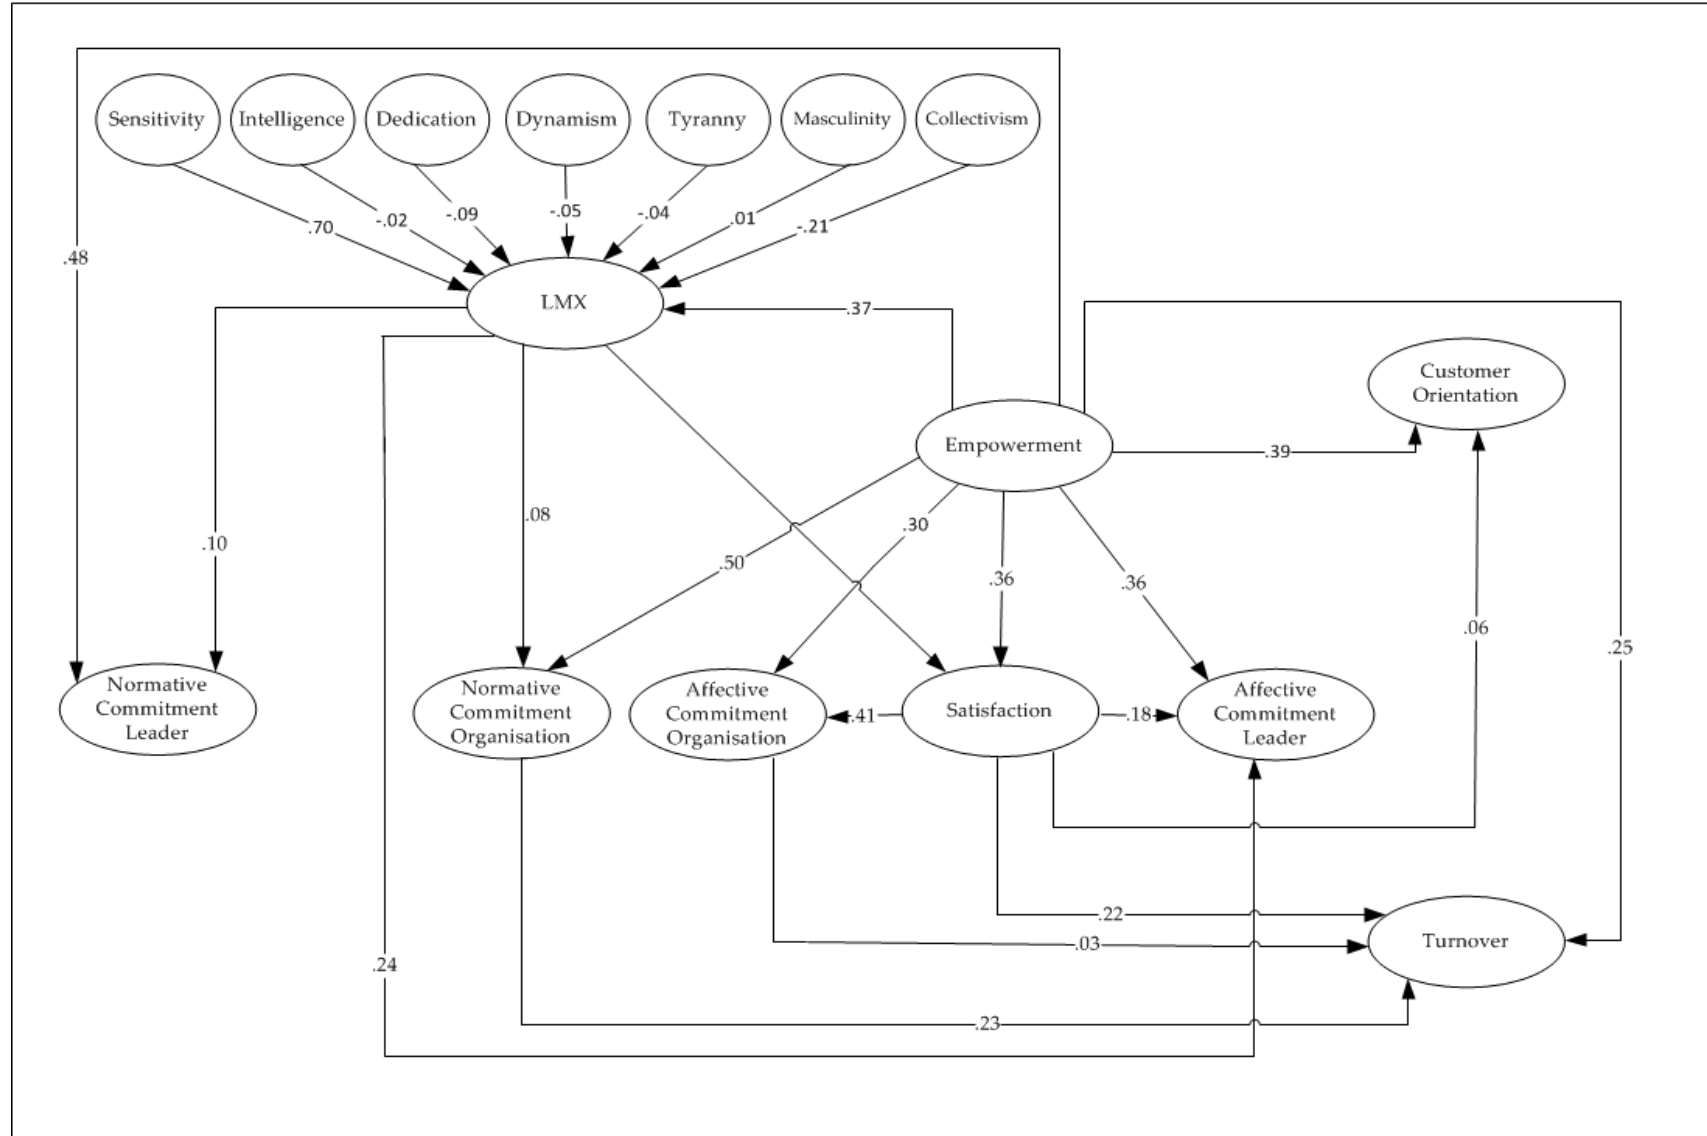 Sensitivity
Intelligence
Dedication
Dynamism
Tyranny
Masculinity
Collectivism
.70
-.02
-.09
-.05
-.04
.01
-.21
.48
LMX
.37
Customer
Orientation
Empowerment
.39
.10
.08
.50
.30
.36
.36
.06
.25
Normative
Commitment
Leader
Normative
Commitment
Organisation
Affective
Commitment
Organisation
.41
Satisfaction
.18
Affective
Commitment
Leader
.22
.03
Turnover
.24
.23